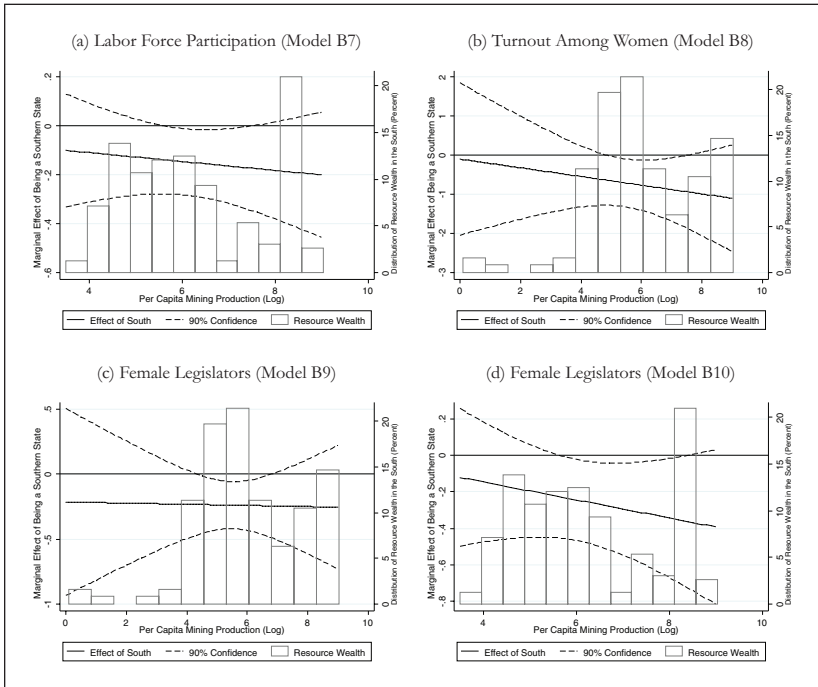 (a) Labor Force Participation (Model B7)
Marginal Effect of Being a Southern State
.2
0
-.2
-.4
-.6
20
15
10
5
0
Distribution of Resource Wealth in the South (Percent)
4 6 8 10
Per Capita Mining Production (Log)
Effect of South 90% Confidence Resource Wealth
(b) Turnout Among Women (Model B8)
Marginal Effect of Being a Southern State
2
1
0
-1
-2
-3
20
15
10
5
0
Distribution of Resource Wealth in the South (Percent)
0 2 4 6 8 10
Per Capita Mining Production (Log)
Effect of South 90% Confidence Resource Wealth
(c) Female Legislators (Model B9)
Marginal Effect of Being a Southern State
.5
0
-.5
-1
20
15
10
5
0
Distribution of Resource Wealth in the South (Percent)
0 2 4 6 8 10
Per Capita Mining Production (Log)
Effect of South 90% Confidence Resource Wealth
(d) Female Legislators (Model B10)
Marginal Effect of Being a Southern State
.2
0
-.2
-.4
-.6
-.8
20
15
10
5
0
Distribution of Resource Wealth in the South (Percent)
4 6 8 10
Per Capita Mining Production (Log)
Effect of South 90% Confidence Resource Wealth